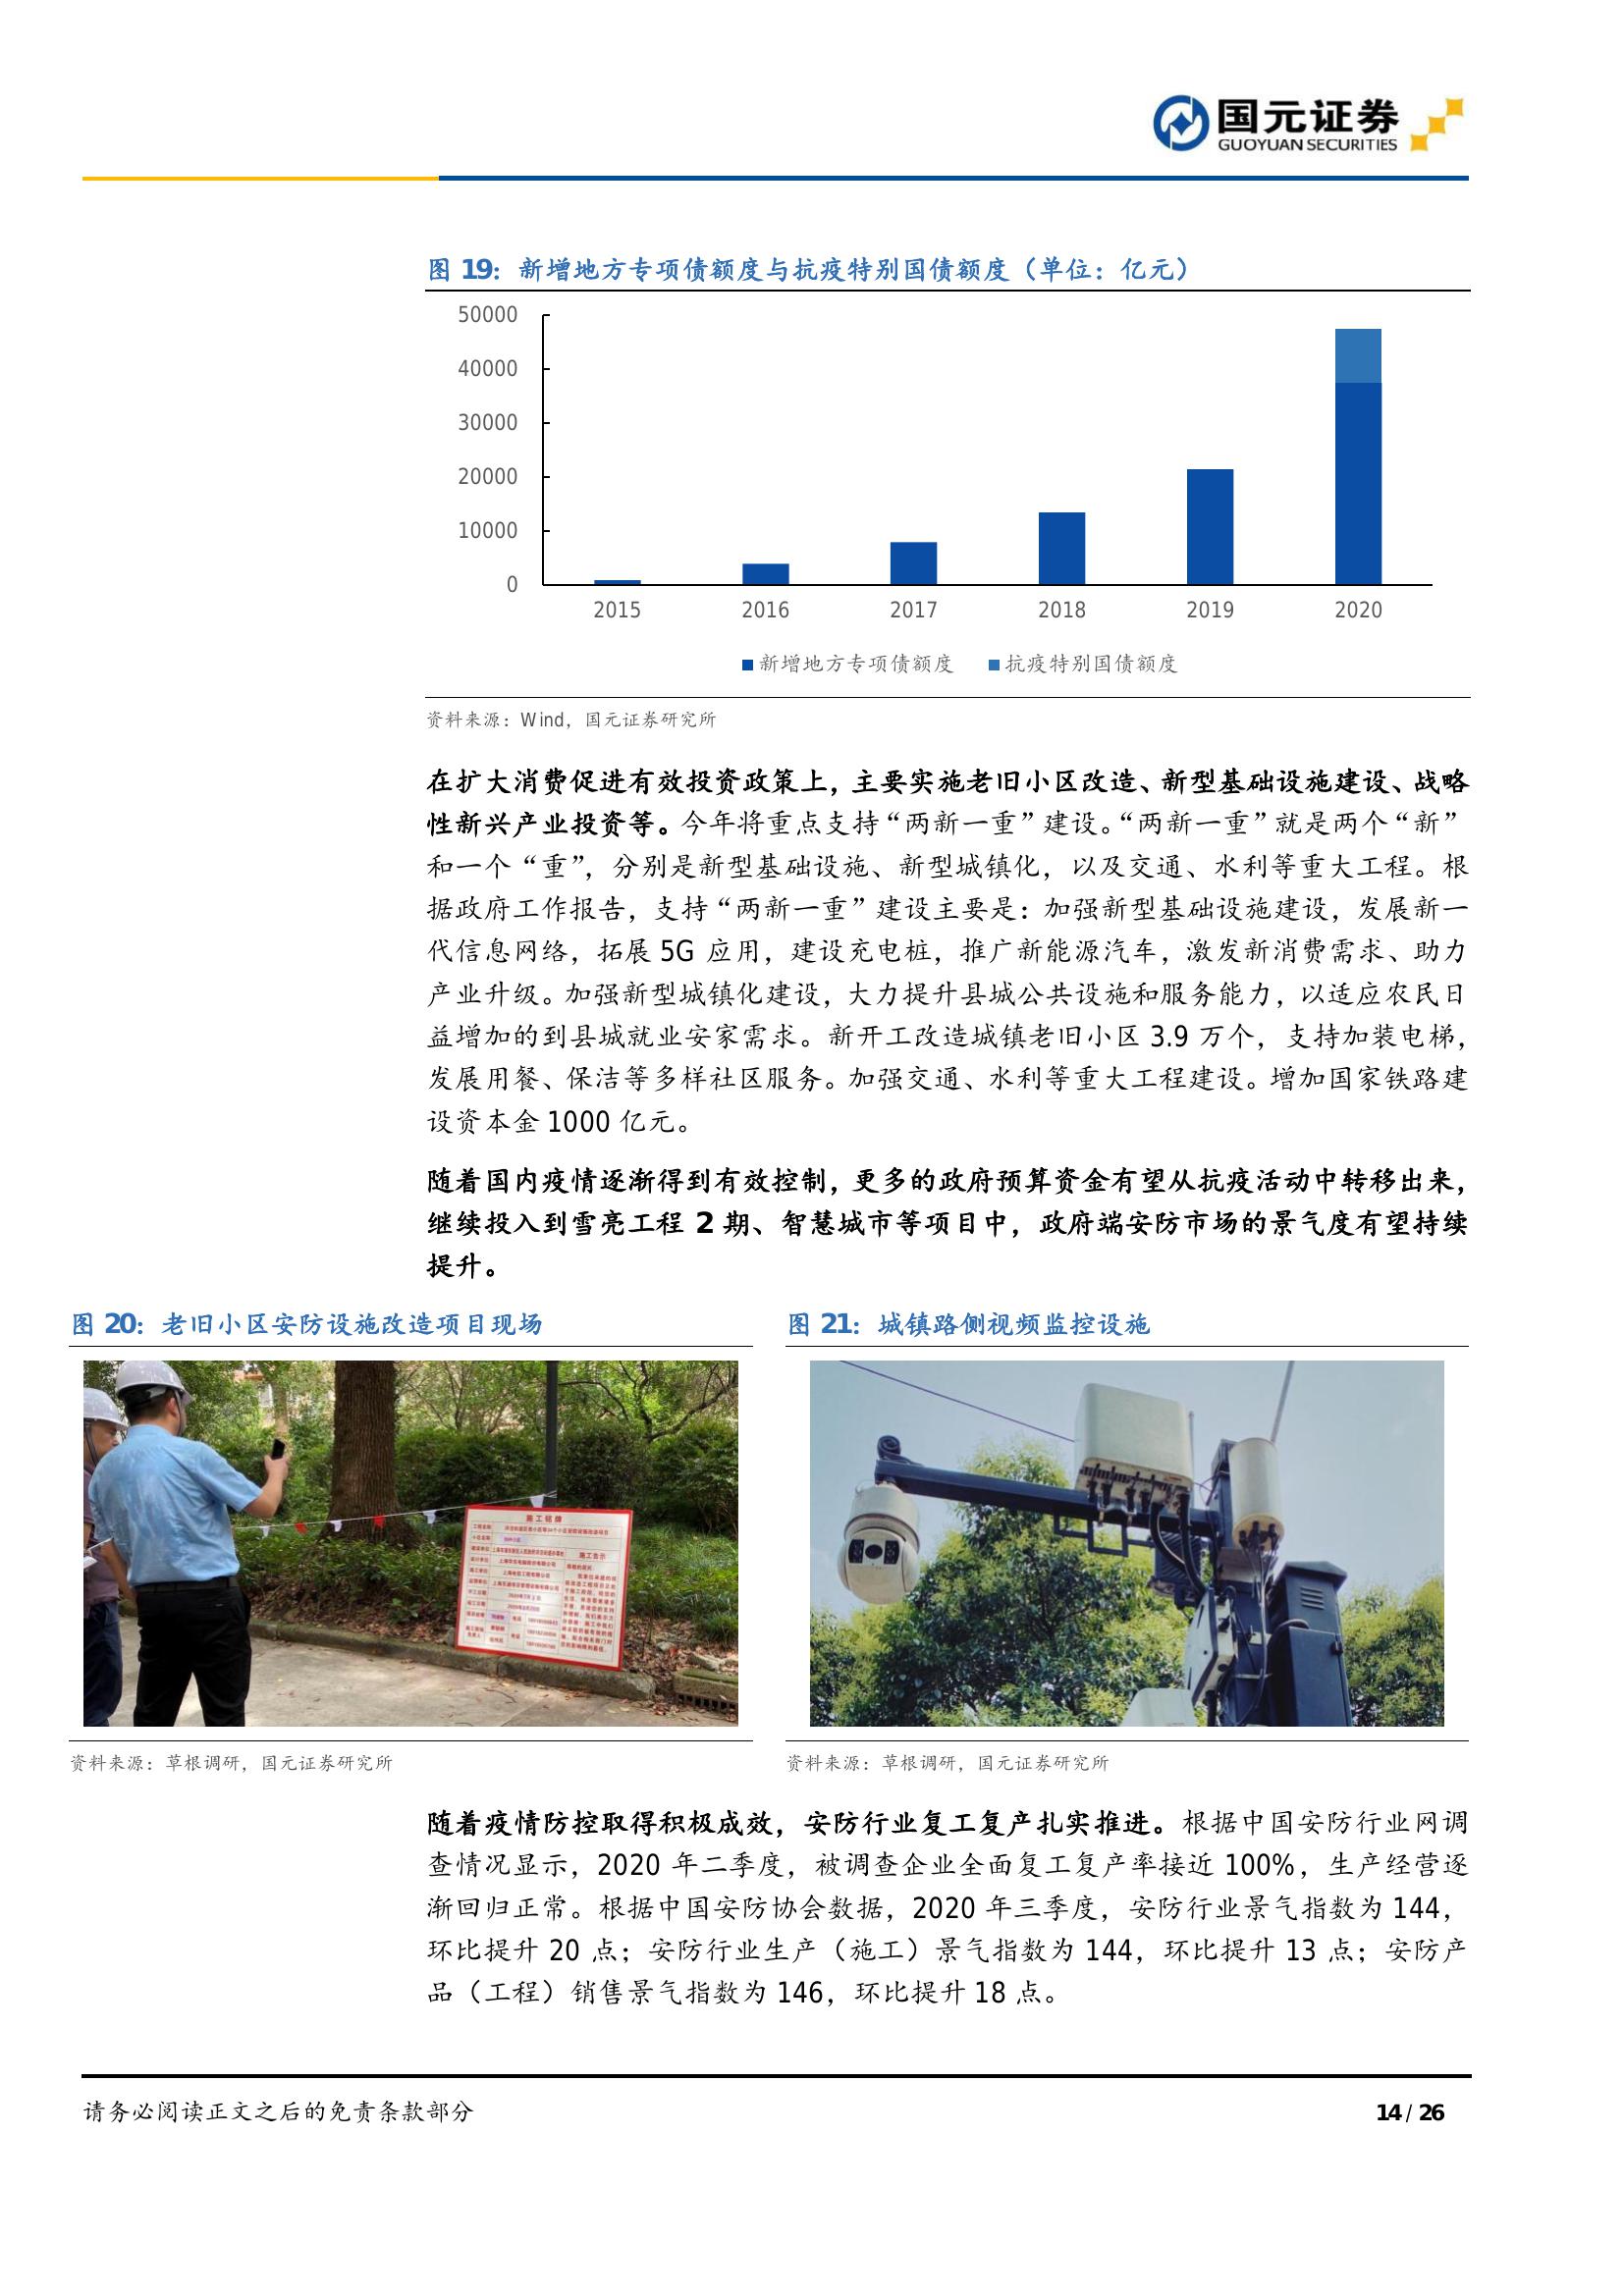 国元证券
GUOYUAN SECURITIES
图 19：新增地方专项债额度与抗疫特别国债额度（单位：亿元）
50000
40000
30000
20000
10000
0
2015 2016 2017 2018 2019 2020
新增地方专项债额度 抗疫特别国债额度
资料来源：Wind，国元证券研究所
在扩大消费促进有效投资政策上，主要实施老旧小区改造、新型基础设施建设、战略
性新兴产业投资等。今年将重点支持“两新一重”建设。“两新一重”就是两个“新”
和一个“重”，分别是新型基础设施、新型城镇化，以及交通、水利等重大工程。根
据政府工作报告，支持“两新一重”建设主要是：加强新型基础设施建设，发展新一
代信息网络，拓展 5G 应用，建设充电桩，推广新能源汽车，激发新消费需求、助力
产业升级。加强新型城镇化建设，大力提升县城公共设施和服务能力，以适应农民日
益增加的到县城就业安家需求。新开工改造城镇老旧小区 3.9 万个，支持加装电梯，
发展用餐、保洁等多样社区服务。加强交通、水利等重大工程建设。增加国家铁路建
设资本金 1000 亿元。
随着国内疫情逐渐得到有效控制，更多的政府预算资金有望从抗疫活动中转移出来，
继续投入到雪亮工程 2 期、智慧城市等项目中，政府端安防市场的景气度有望持续
提升。
图 20：老旧小区安防设施改造项目现场
图 21：城镇路侧视频监控设施
施工铭牌
施工告示
资料来源：草根调研，国元证券研究所
资料来源：草根调研，国元证券研究所
随着疫情防控取得积极成效，安防行业复工复产扎实推进。根据中国安防行业网调
查情况显示，2020 年二季度，被调查企业全面复工复产率接近 100%，生产经营逐
渐回归正常。根据中国安防协会数据，2020 年三季度，安防行业景气指数为 144，
环比提升 20 点；安防行业生产（施工）景气指数为 144，环比提升 13 点；安防产
品（工程）销售景气指数为 146，环比提升 18 点。
请务必阅读正文之后的免责条款部分
14 / 26